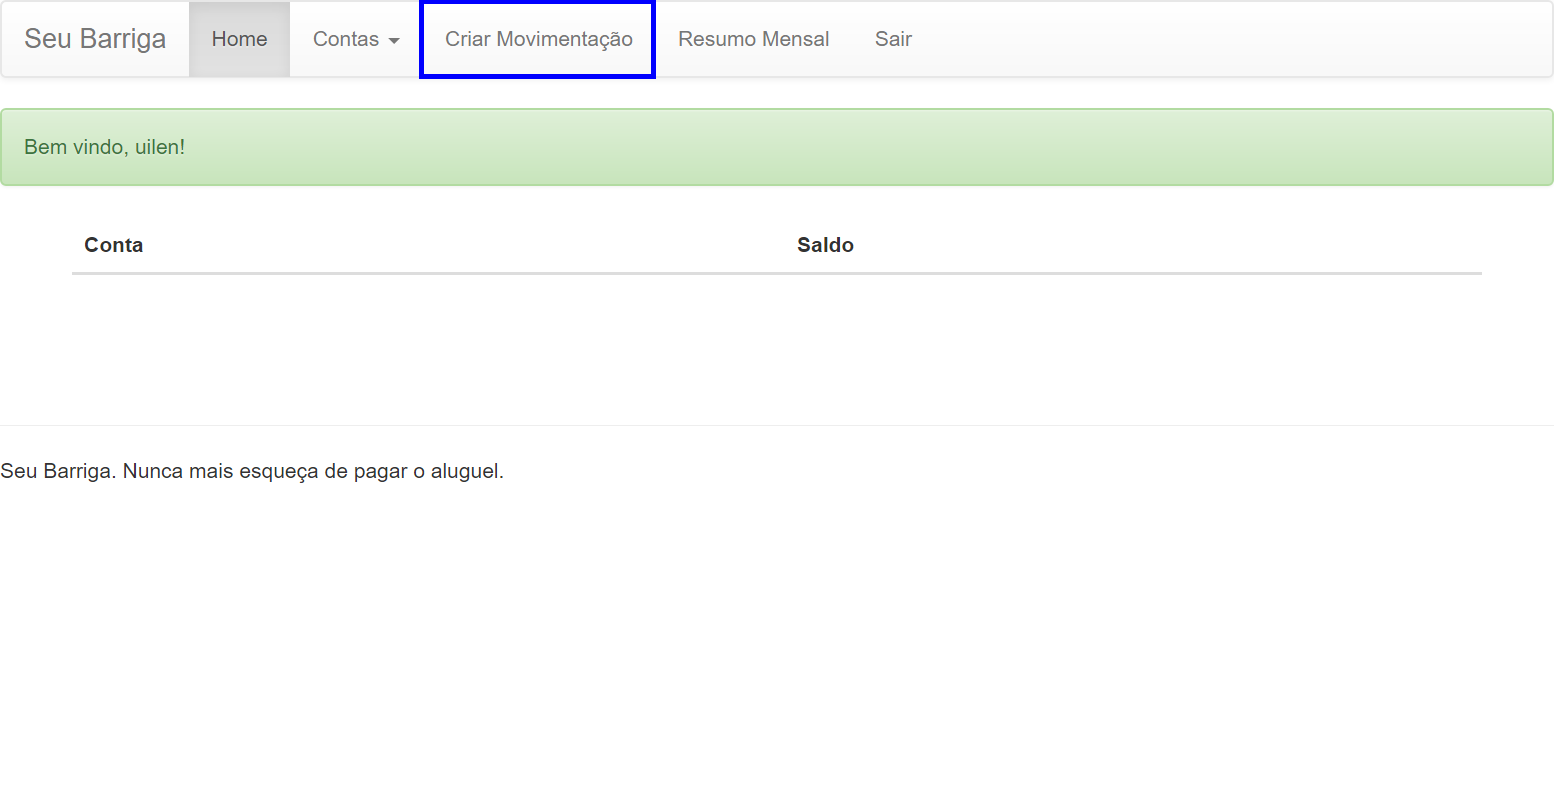 Seu Barriga Home Contas Criar Movimentação Resumo Mensal Sair
Bem vindo, uilen!
Conta Saldo
Seu Barriga. Nunca mais esqueça de pagar o aluguel.